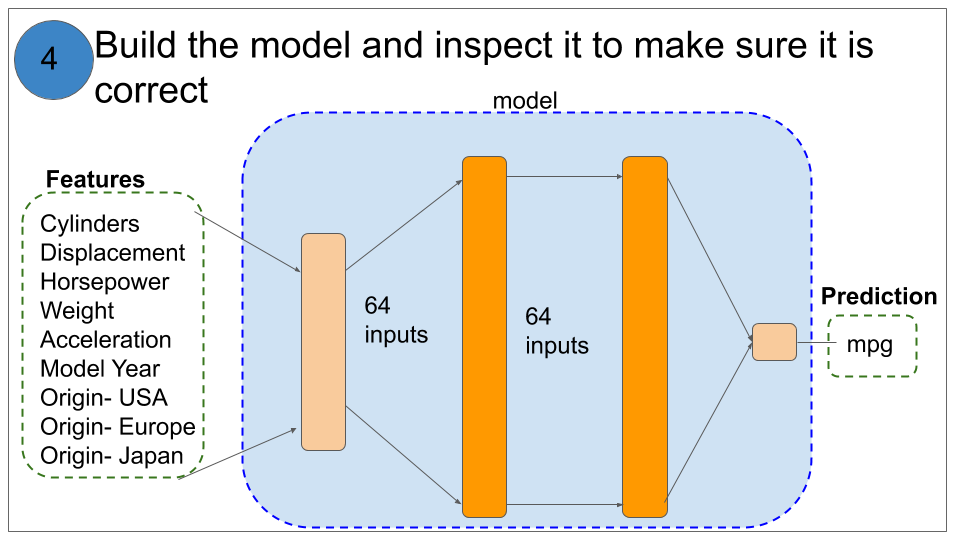 4
Build the model and inspect it to make sure it is
correct
model
Features
Cylinders
Displacement
Horsepower
Weight
Acceleration
Model Year
Origin- USA
Origin- Europe
Origin- Japan
64
inputs
64
inputs
Prediction
mpg